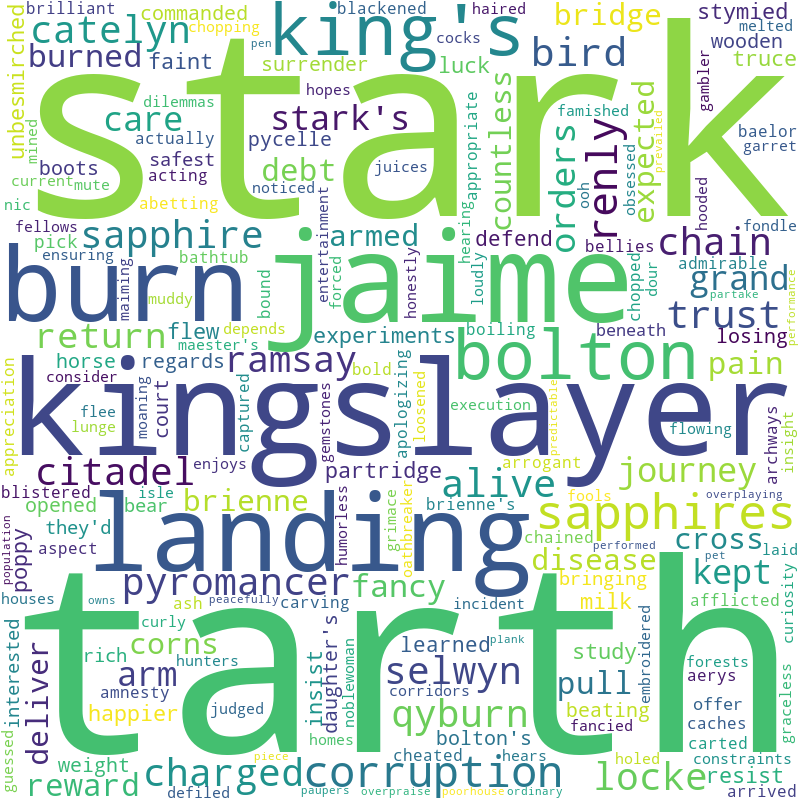 brilliant
blackened
haired
commanded
king's
bridge
stymied
chopping
catelyn
pen
cocks
melted
wooden
burned
faint
surrender
luck
bird
truce
unbesmirched
stark
dilemmas
hopes
famished
gambler
care
stark's
countless
appropriate
prevailed
baelor
garret
mined
actually
pycelle
orders
renly
expected
obsessed
ooh
boots
safest
debt
juices
current
mute
acting
noticed
hooded
nic
abetting
fondle
fellows
sapphire
armed
hearing
defend
bellies
chain
pick
entertainment
loudly
chopped
dour
admirable
ensuring
bathtub
forced
honestly
grand
partake
performance
burn
maiming
muddy
bound
jaime
trust
return
flew
depends
experiments
boiling
beneath
losing
maester's
horse
regards
ramsay
bolton
pain
appreciation
consider
moaning
court
captured
gemstones
bold
apologizing
loosened
predictable
archways
insight
flee
lunge
kingslayer
execution
flowing
citadel
enjoys
partridge
arrogant
journey
blistered
isle
alive
fools
overplaying
opened
bear
brienne
humorless
grimace
oathbreaker
brienne's
sapphires
population
poppy
they'd
aspect
landing
chained
performed
cross
laid
disease
pet
kept
curiosity
pyromancer
fancy
bringing
milk
houses
owns
ash
peacefully
carving
incident
afflicted
interested
curly
corns
hunters
daughter's
noblewoman
tarth
learned
plank
study
embroidered
forests
graceless
deliver
rich
arm
insist
selwyn
pull
aerys
amnesty
corridors
happier
judged
qyburn
beating
offer
caches
fancied
guessed
weight
homes
cheated
bolton's
carted
constraints
reward
charged
piece
hears
holed
resist
corruption
locke
defiled
paupers
overpraise
poorhouse
ordinary
arrived